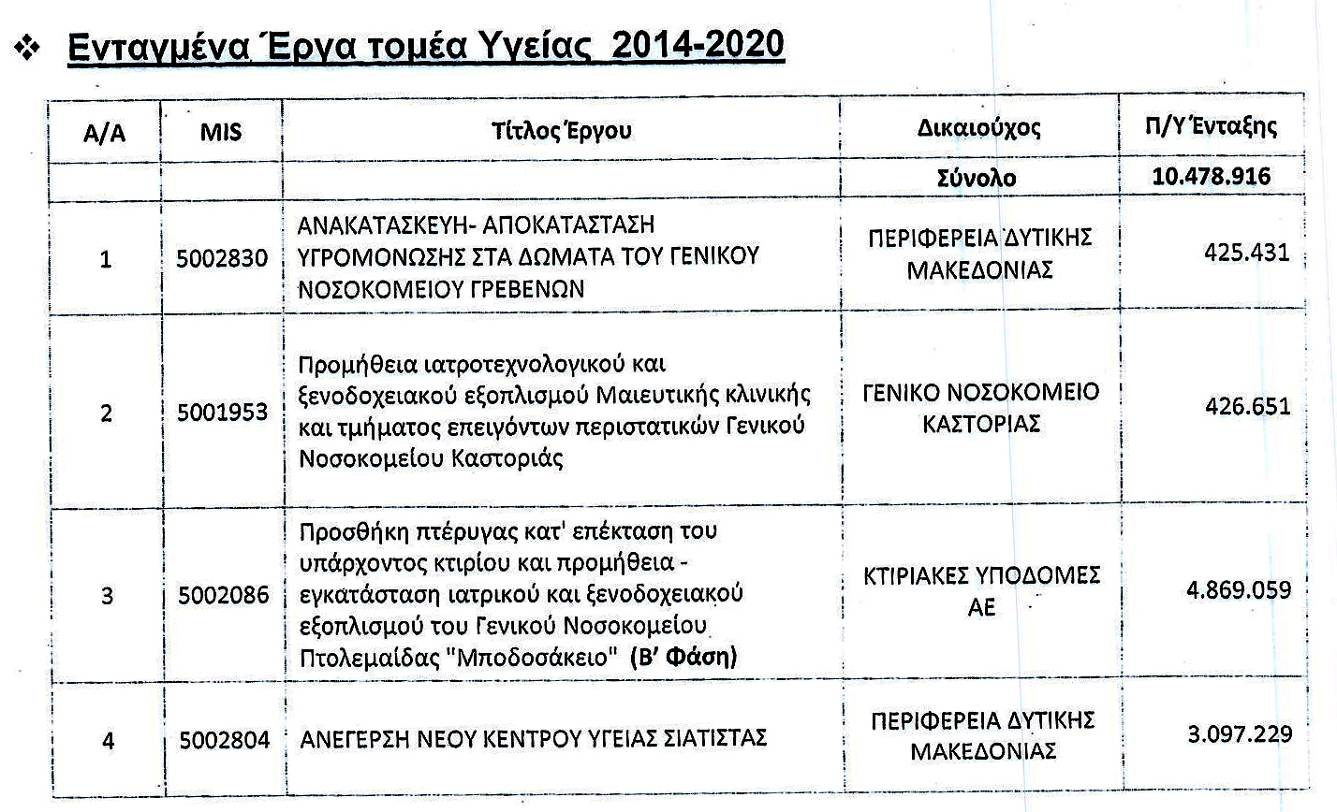 ❖ Ενταγμένα Έργα τομέα Υγείας 2014-2020
Α/Α MIS Τίτλος Έργου Δικαιούχος Π/Υ Ένταξης
Σύνολο 10.478.916
1 5002830 ΑΝΑΚΑΤΑΣΚΕΥΗ- ΑΠΟΚΑΤΑΣΤΑΣΗ
ΥΓΡΟΜΟΝΩΣΗΣ ΣΤΑ ΔΩΜΑΤΑ ΤΟΥ ΓΕΝΙΚΟΥ
ΝΟΣΟΚΟΜΕΙΟΥ ΓΡΕΒΕΝΩΝ
ΠΕΡΙΦΕΡΕΙΑ ΔΥΤΙΚΗΣ
ΜΑΚΕΔΟΝΙΑΣ
425.431
2 5001953 Προμήθεια ιατροτεχνολογικού και
ξενοδοχειακού εξοπλισμού Μαιευτικής κλινικής
και τμήματος επειγόντων περιστατικών Γενικού
Νοσοκομείου Καστοριάς
ΓΕΝΙΚΟ ΝΟΣΟΚΟΜΕΙΟ
ΚΑΣΤΟΡΙΑΣ
426.651
3 5002086 Προσθήκη πτέρυγας κατ' επέκταση του
υπάρχοντος κτιρίου και προμήθεια -
εγκατάσταση ιατρικού και ξενοδοχειακού
εξοπλισμού του Γενικού Νοσοκομείου
Πτολεμαίδας "Μποδοσάκειο" (Β’ Φάση)
ΚΤΙΡΙΑΚΕΣ ΥΠΟΔΟΜΕΣ
ΑΕ
4.869.059
4 5002804 ΑΝΕΓΕΡΣΗ ΝΕΟΥ ΚΕΝΤΡΟΥ ΥΓΕΙΑΣ ΣΙΑΤΙΣΤΑΣ
ΠΕΡΙΦΕΡΕΙΑ ΔΥΤΙΚΗΣ
ΜΑΚΕΔΟΝΙΑΣ
3.097.229